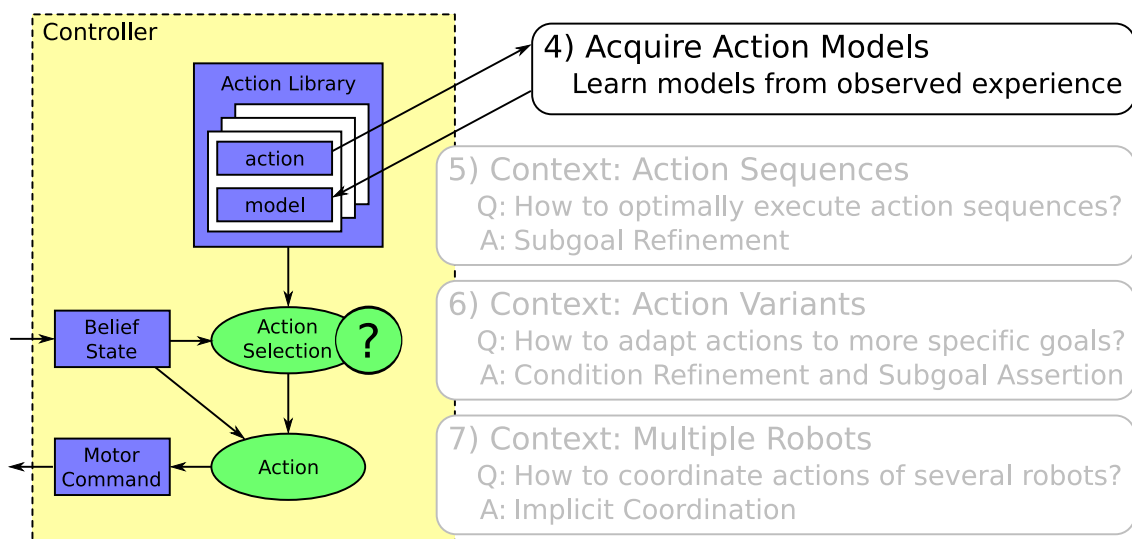 Controller
Action Library
action
model
Belief
State
Action
Selection
?
Motor
Command
Action
4) Acquire Action Models
Learn models from observed experience
5) Context: Action Sequences
Q: How to optimally execute action sequences?
A: Subgoal Refinement
6) Context: Action Variants
Q: How to adapt actions to more specific goals?
A: Condition Refinement and Subgoal Assertion
7) Context: Multiple Robots
Q: How to coordinate actions of several robots?
A: Implicit Coordination